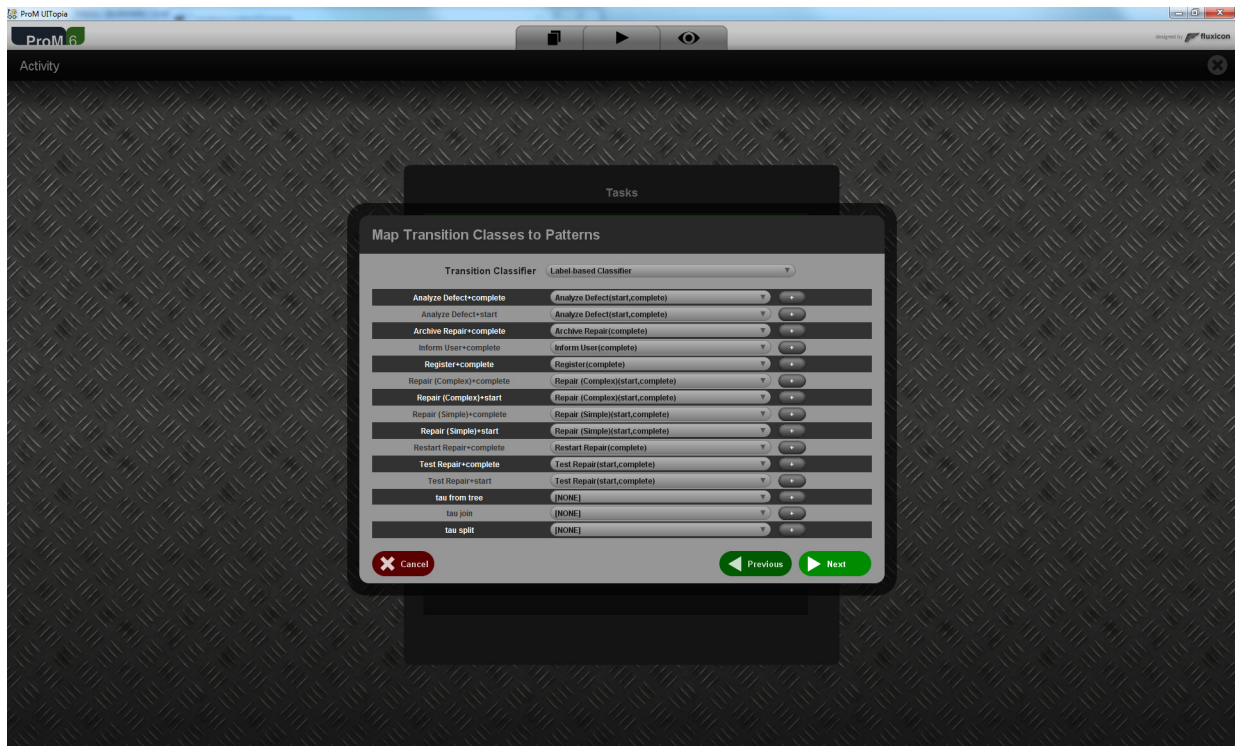 ProM UITopia
ProM 6
designed by fluxicon
Activity
Tasks
Map Transition Classes to Patterns
Transition Classifier Label-based Classifier
Analyze Defect+complete Analyze Defect(start,complete) +
Analyze Defect+start Analyze Defect(start,complete) +
Archive Repair+complete Archive Repair(complete) +
Inform User+complete Inform User(complete) +
Register+complete Register(complete) +
Repair (Complex)+complete Repair (Complex)(start,complete) +
Repair (Complex)+start Repair (Complex)(start,complete) +
Repair (Simple)+complete Repair (Simple)(start,complete) +
Repair (Simple)+start Repair (Simple)(start,complete) +
Restart Repair+complete Restart Repair(complete) +
Test Repair+complete Test Repair(start,complete) +
Test Repair+start Test Repair(start,complete) +
tau from tree [NONE] +
tau join [NONE] +
tau split [NONE] +
Cancel Previous Next